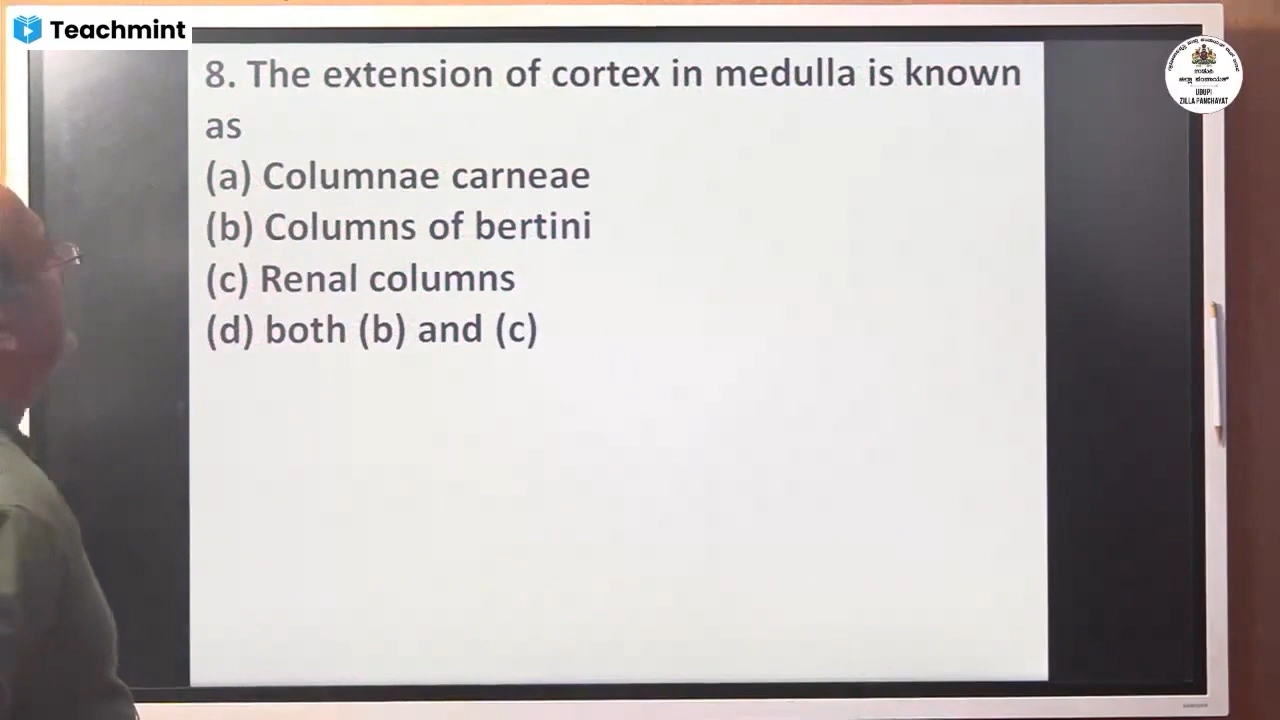 Teachmint
8. The extension of cortex in medulla is known
as
(a) Columnae carneae
(b) Columns of bertini
(c) Renal columns
(d) both (b) and (c)
UDUPI
ZILLA PANCHAYAT